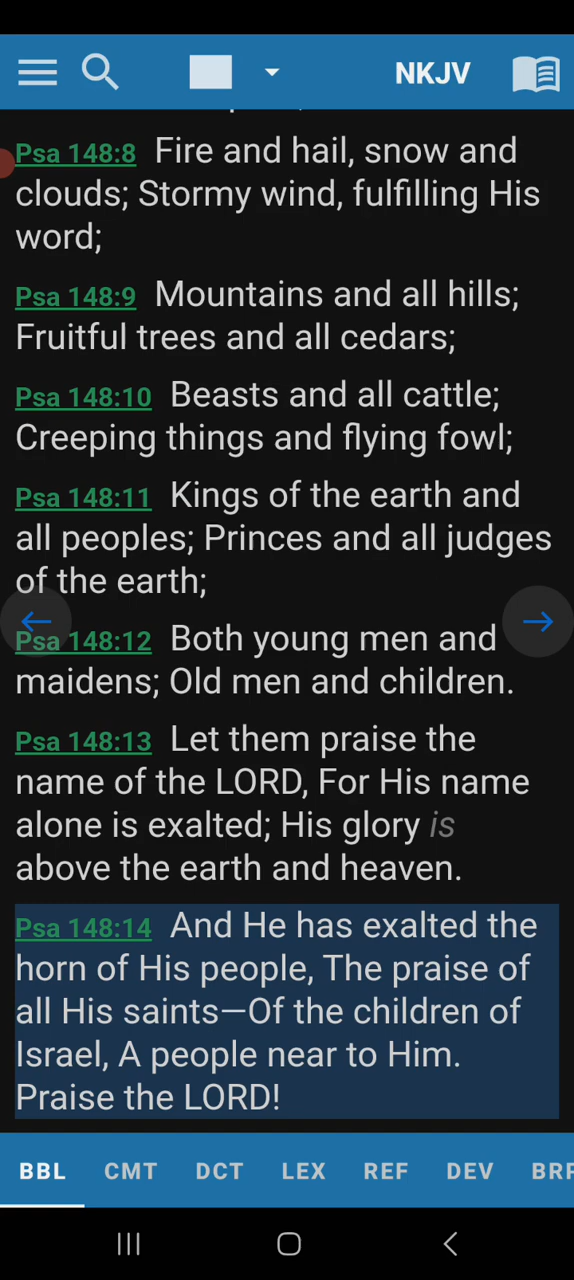 NKJV
Psa 148:8 Fire and hail, snow and
clouds; Stormy wind, fulfilling His
word;
Psa 148:9 Mountains and all hills;
Fruitful trees and all cedars;
Psa 148:10 Beasts and all cattle;
Creeping things and flying fowl;
Psa 148:11 Kings of the earth and
all peoples; Princes and all judges
of the earth;
Psa 148:12 Both young men and
maidens; Old men and children.
Psa 148:13 Let them praise the
name of the LORD, For His name
alone is exalted; His glory is
above the earth and heaven.
Psa 148:14 And He has exalted the
horn of His people, The praise of
all His saints—Of the children of
Israel, A people near to Him.
Praise the LORD!
BBL CMT DCT LEX REF DEV